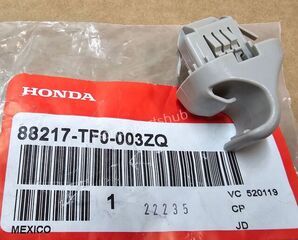 HONDA
88217-TF0-003ZQ
1
22235
VC 520119
CP
MEXICO
JD